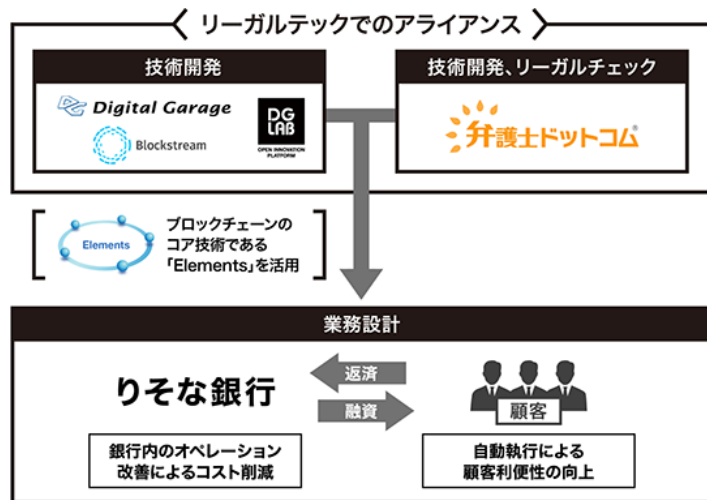 リーガルテックでのアライアンス
技術開発
Digital Garage
Blockstream
DG
LAB
OPEN INNOVATION
PLATFORM
技術開発、リーガルチェック
弁護士ドットコム®
Elements
ブロックチェーンの
コア技術である
「Elements」を活用
業務設計
りそな銀行
返済
融資
顧客
銀行内のオペレーション
改善によるコスト削減
自動執行による
顧客利便性の向上